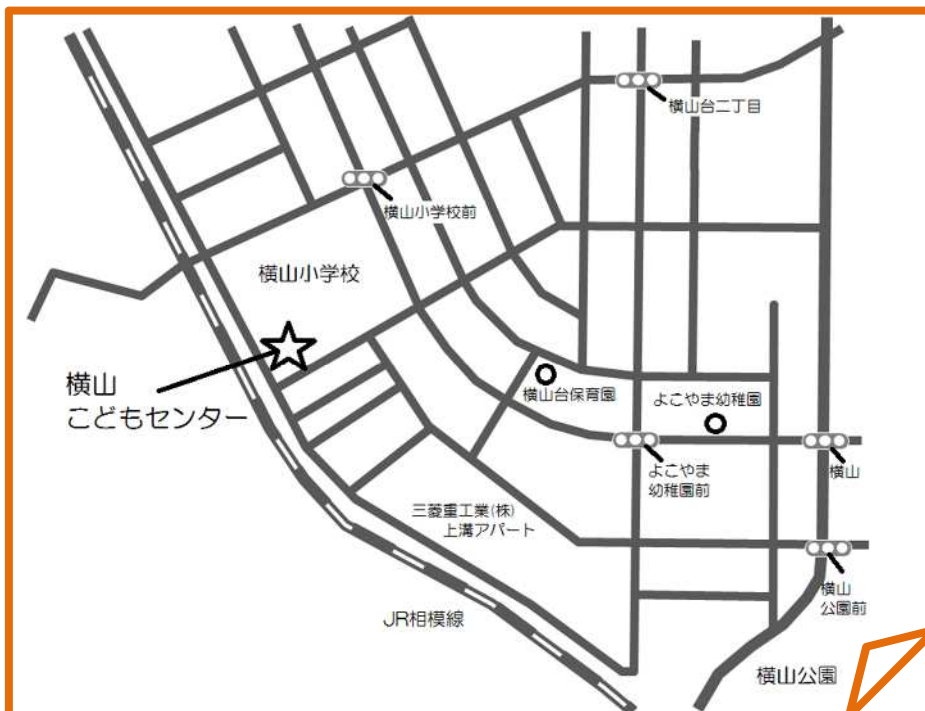 横山台二丁目
横山小学校前
横山小学校
横山
こどもセンター
横山台保育園
よこやま幼稚園
よこやま
幼稚園前
横山
三菱重工業(株)
上溝アパート
横山
公園前
JR相模線
横山公園